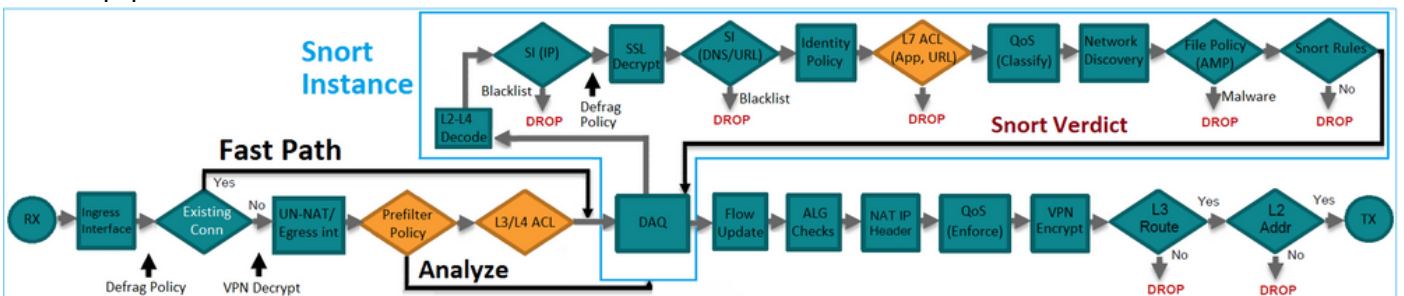 Snort
Instance
SI (IP)
SSL
Decrypt
SI
(DNS/URL)
Identity
Policy
L7 ACL
(App, URL)
QoS
(Classify)
Network
Discovery
File Policy
(AMP)
Snort Rules
Blacklist
DROP
Defrag
Policy
Blacklist
DROP
DROP
Malware
DROP
No
DROP
L2-L4
Decode
Snort Verdict
Fast Path
Yes
RX
Ingress
Interface
Existing
Conn
No
UN-NAT/
Egress int
Prefilter
Policy
L3/L4 ACL
DAQ
Flow
Update
ALG
Checks
NAT IP
Header
QoS
(Enforce)
VPN
Encrypt
L3
Route
Yes
L2
Addr
Yes
TX
Defrag Policy
VPN Decrypt
Analyze
No
DROP
No
DROP